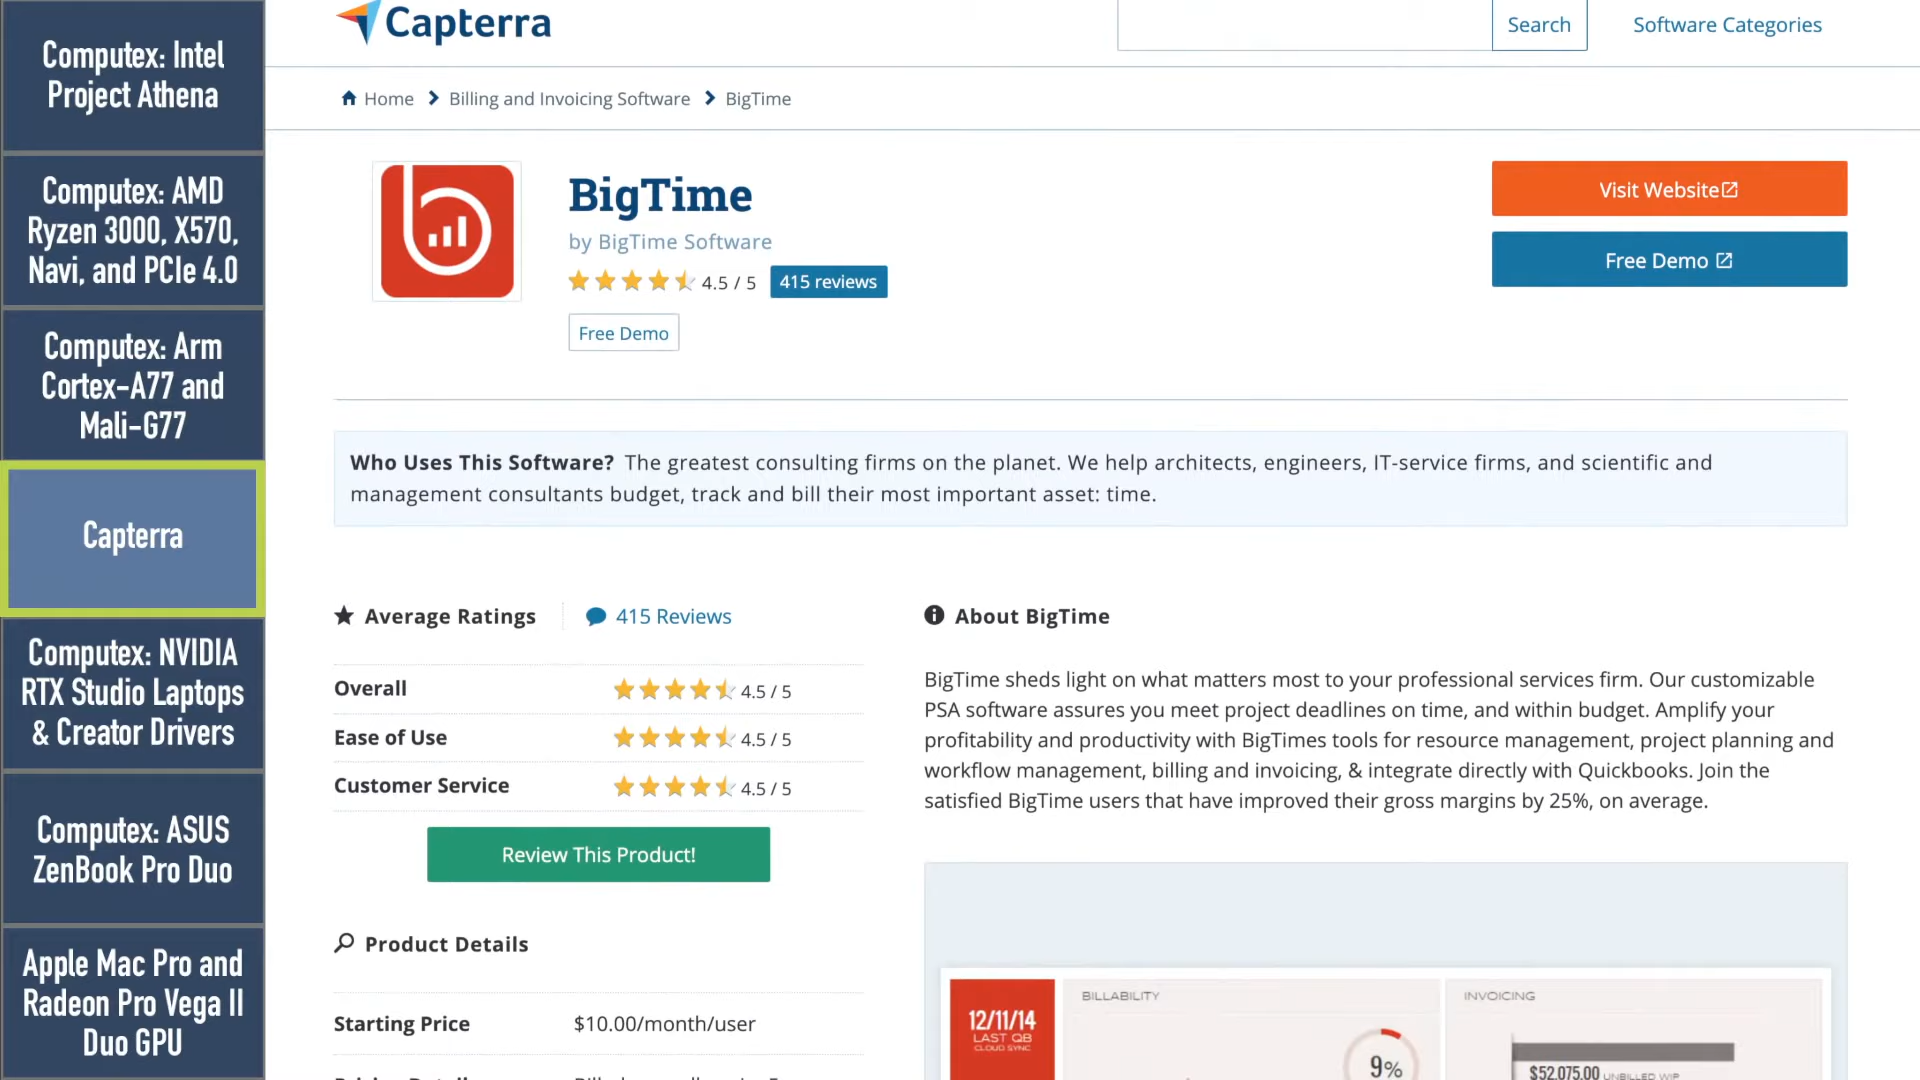 Computex: Intel
Project Athena
Computex: AMD
Ryzen 3000, X570,
Navi, and PCIe 4.0
Computex: Arm
Cortex-A77 and
Mali-G77
Capterra
Computex: NVIDIA
RTX Studio Laptops
& Creator Drivers
Computex: ASUS
ZenBook Pro Duo
Apple Mac Pro and
Radeon Pro Vega II
Duo GPU
Capterra
Search
Software Categories
Home
Billing and Invoicing Software
BigTime
BigTime
by BigTime Software
4.5 / 5
415 reviews
Free Demo
Visit Website
Free Demo
Who Uses This Software? The greatest consulting firms on the planet. We help architects, engineers, IT-service firms, and scientific and
management consultants budget, track and bill their most important asset: time.
Average Ratings
415 Reviews
Overall
4.5 / 5
Ease of Use
4.5 / 5
Customer Service
4.5 / 5
Review This Product!
Product Details
Starting Price
$10.00/month/user
About BigTime
BigTime sheds light on what matters most to your professional services firm. Our customizable
PSA software assures you meet project deadlines on time, and within budget. Amplify your
profitability and productivity with BigTimes tools for resource management, project planning and
workflow management, billing and invoicing, & integrate directly with Quickbooks. Join the
satisfied BigTime users that have improved their gross margins by 25%, on average.
12/11/14
LAST QB
CLOUD SYNC
BILLABILITY
9%
INVOICING
$52,075.00 UNBILLED WIP